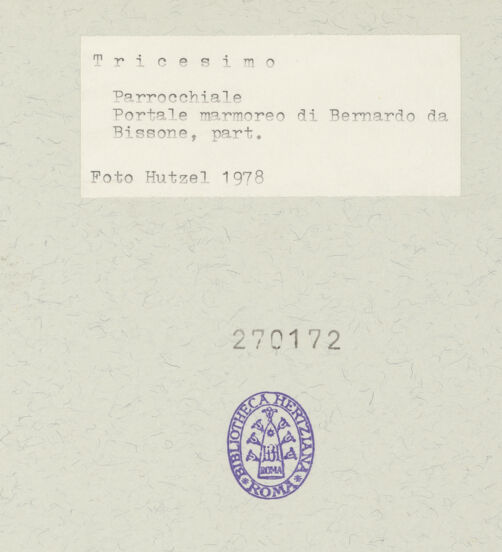 T r i c e s i m o
Parrocchiale
Portale marmoreo di Bernardo da
Bissone, part.
Foto Hutzel 1978
270172
BIBLIOTHECA HERTZIANA
ROMA
ROMA